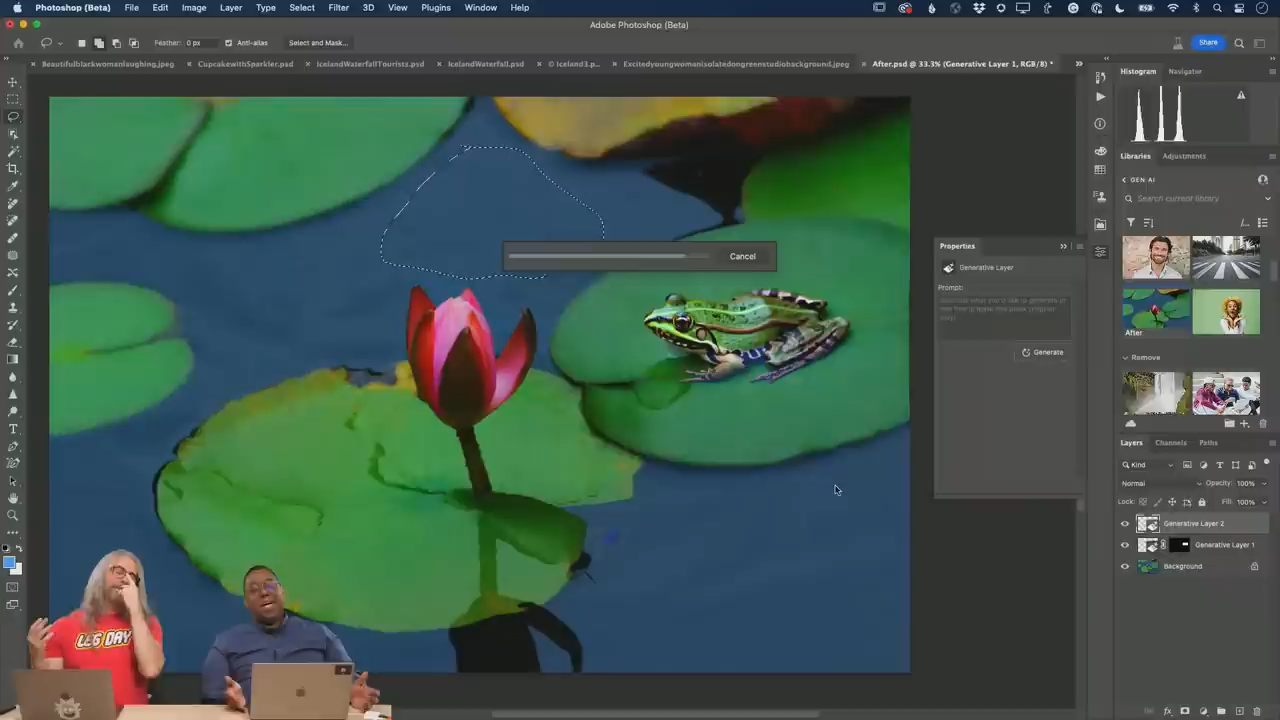 Photoshop (Beta) File Edit Image Layer Type Select Filter 3D View Plugins Window Help
Adobe Photoshop (Beta)
Feather: 0 px Anti-alias Select and Mask... Share
Beautifulblackwomanlaughing.jpeg CupcakewithSparkler.psd IcelandWaterfallTourists.psd IcelandWaterfall.psd © Iceland3.p... Excitedyoungwomanisolatedongreenstudiobackground.jpeg After.psd @ 33.3% (Generative Layer 1, RGB/8) *
Histogram Navigator
Libraries Adjustments
GEN AI
Search current library
After
Remove
Cancel
Properties
Generative Layer
Prompt:
Generate
Layers Channels Paths
Kind
Normal Opacity: 100%
Lock: Fill: 100%
Generative Layer 2
Generative Layer 1
Background
LEG DAY